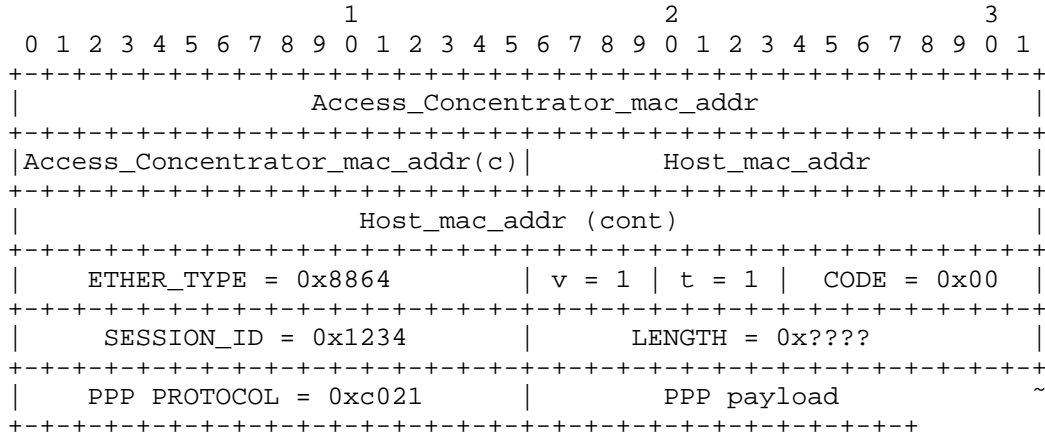 1                   2                   3
 0 1 2 3 4 5 6 7 8 9 0 1 2 3 4 5 6 7 8 9 0 1 2 3 4 5 6 7 8 9 0 1
+-+-+-+-+-+-+-+-+-+-+-+-+-+-+-+-+-+-+-+-+-+-+-+-+-+-+-+-+-+-+-+-+
|                  Access_Concentrator_mac_addr                 |
+-+-+-+-+-+-+-+-+-+-+-+-+-+-+-+-+-+-+-+-+-+-+-+-+-+-+-+-+-+-+-+-+
|Access_Concentrator_mac_addr(c)|        Host_mac_addr          |
+-+-+-+-+-+-+-+-+-+-+-+-+-+-+-+-+-+-+-+-+-+-+-+-+-+-+-+-+-+-+-+-+
|                     Host_mac_addr (cont)                      |
+-+-+-+-+-+-+-+-+-+-+-+-+-+-+-+-+-+-+-+-+-+-+-+-+-+-+-+-+-+-+-+-+
|    ETHER_TYPE = 0x8864        | v = 1 | t = 1 |  CODE = 0x00  |
+-+-+-+-+-+-+-+-+-+-+-+-+-+-+-+-+-+-+-+-+-+-+-+-+-+-+-+-+-+-+-+-+
|     SESSION_ID = 0x1234       |      LENGTH = 0x????          |
+-+-+-+-+-+-+-+-+-+-+-+-+-+-+-+-+-+-+-+-+-+-+-+-+-+-+-+-+-+-+-+-+
|    PPP PROTOCOL = 0xc021      |        PPP payload            ~
+-+-+-+-+-+-+-+-+-+-+-+-+-+-+-+-+-+-+-+-+-+-+-+-+-+-+-+-+